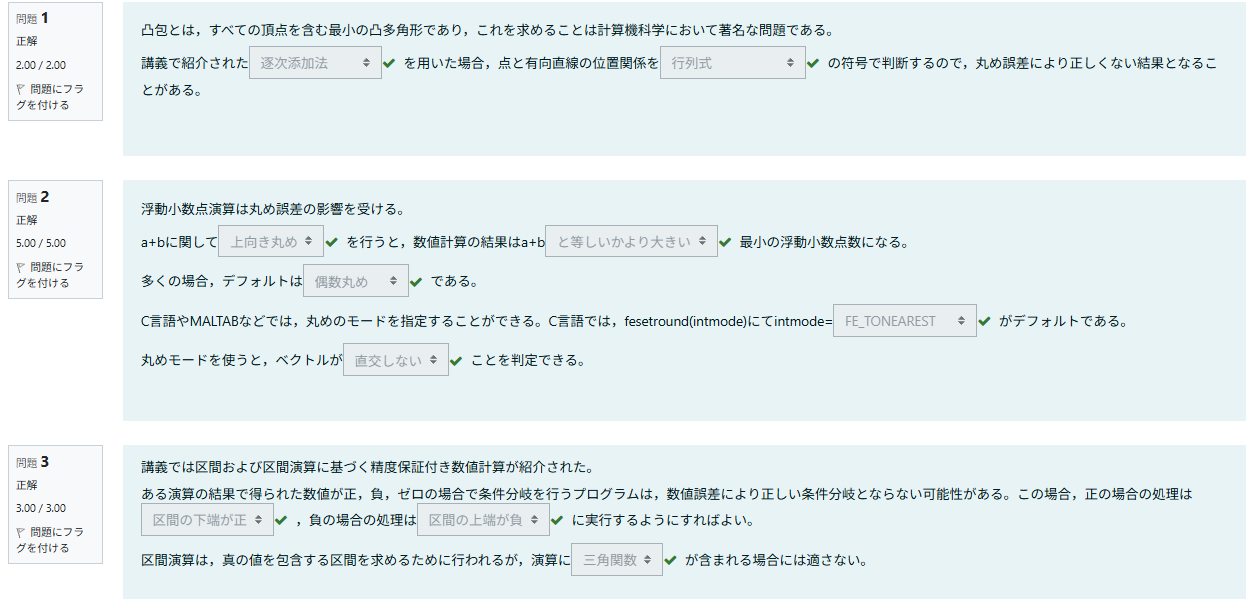 問題 1
正解
2.00 / 2.00
問題にフラ
グを付ける
凸包とは，すべての頂点を含む最小の凸多角形であり，これを求めることは計算機科学において著名な問題である。
講義で紹介された 逐次添加法 を用いた場合，点と有向直線の位置関係を 行列式 の符号で判断するので，丸め誤差により正しくない結果となるこ
とがある。
問題 2
正解
5.00 / 5.00
問題にフラ
グを付ける
浮動小数点演算は丸め誤差の影響を受ける。
a+bに関して 上向き丸め を行うと，数値計算の結果はa+b と等しいかより大きい 最小の浮動小数点数になる。
多くの場合，デフォルトは 偶数丸め である。
C言語やMALTABなどでは，丸めのモードを指定することができる。C言語では，fesetround(intmode)にてintmode= FE_TONEAREST がデフォルトである。
丸めモードを使うと，ベクトルが 直交しない ことを判定できる。
問題 3
正解
3.00 / 3.00
問題にフラ
グを付ける
講義では区間および区間演算に基づく精度保証付き数値計算が紹介された。
ある演算の結果で得られた数値が正，負，ゼロの場合で条件分岐を行うプログラムは，数値誤差により正しい条件分岐とならない可能性がある。この場合，正の場合の処理は
区間の下端が正 ，負の場合の処理は 区間の上端が負 に実行するようにすればよい。
区間演算は，真の値を包含する区間を求めるために行われるが，演算に 三角関数 が含まれる場合には適さない。